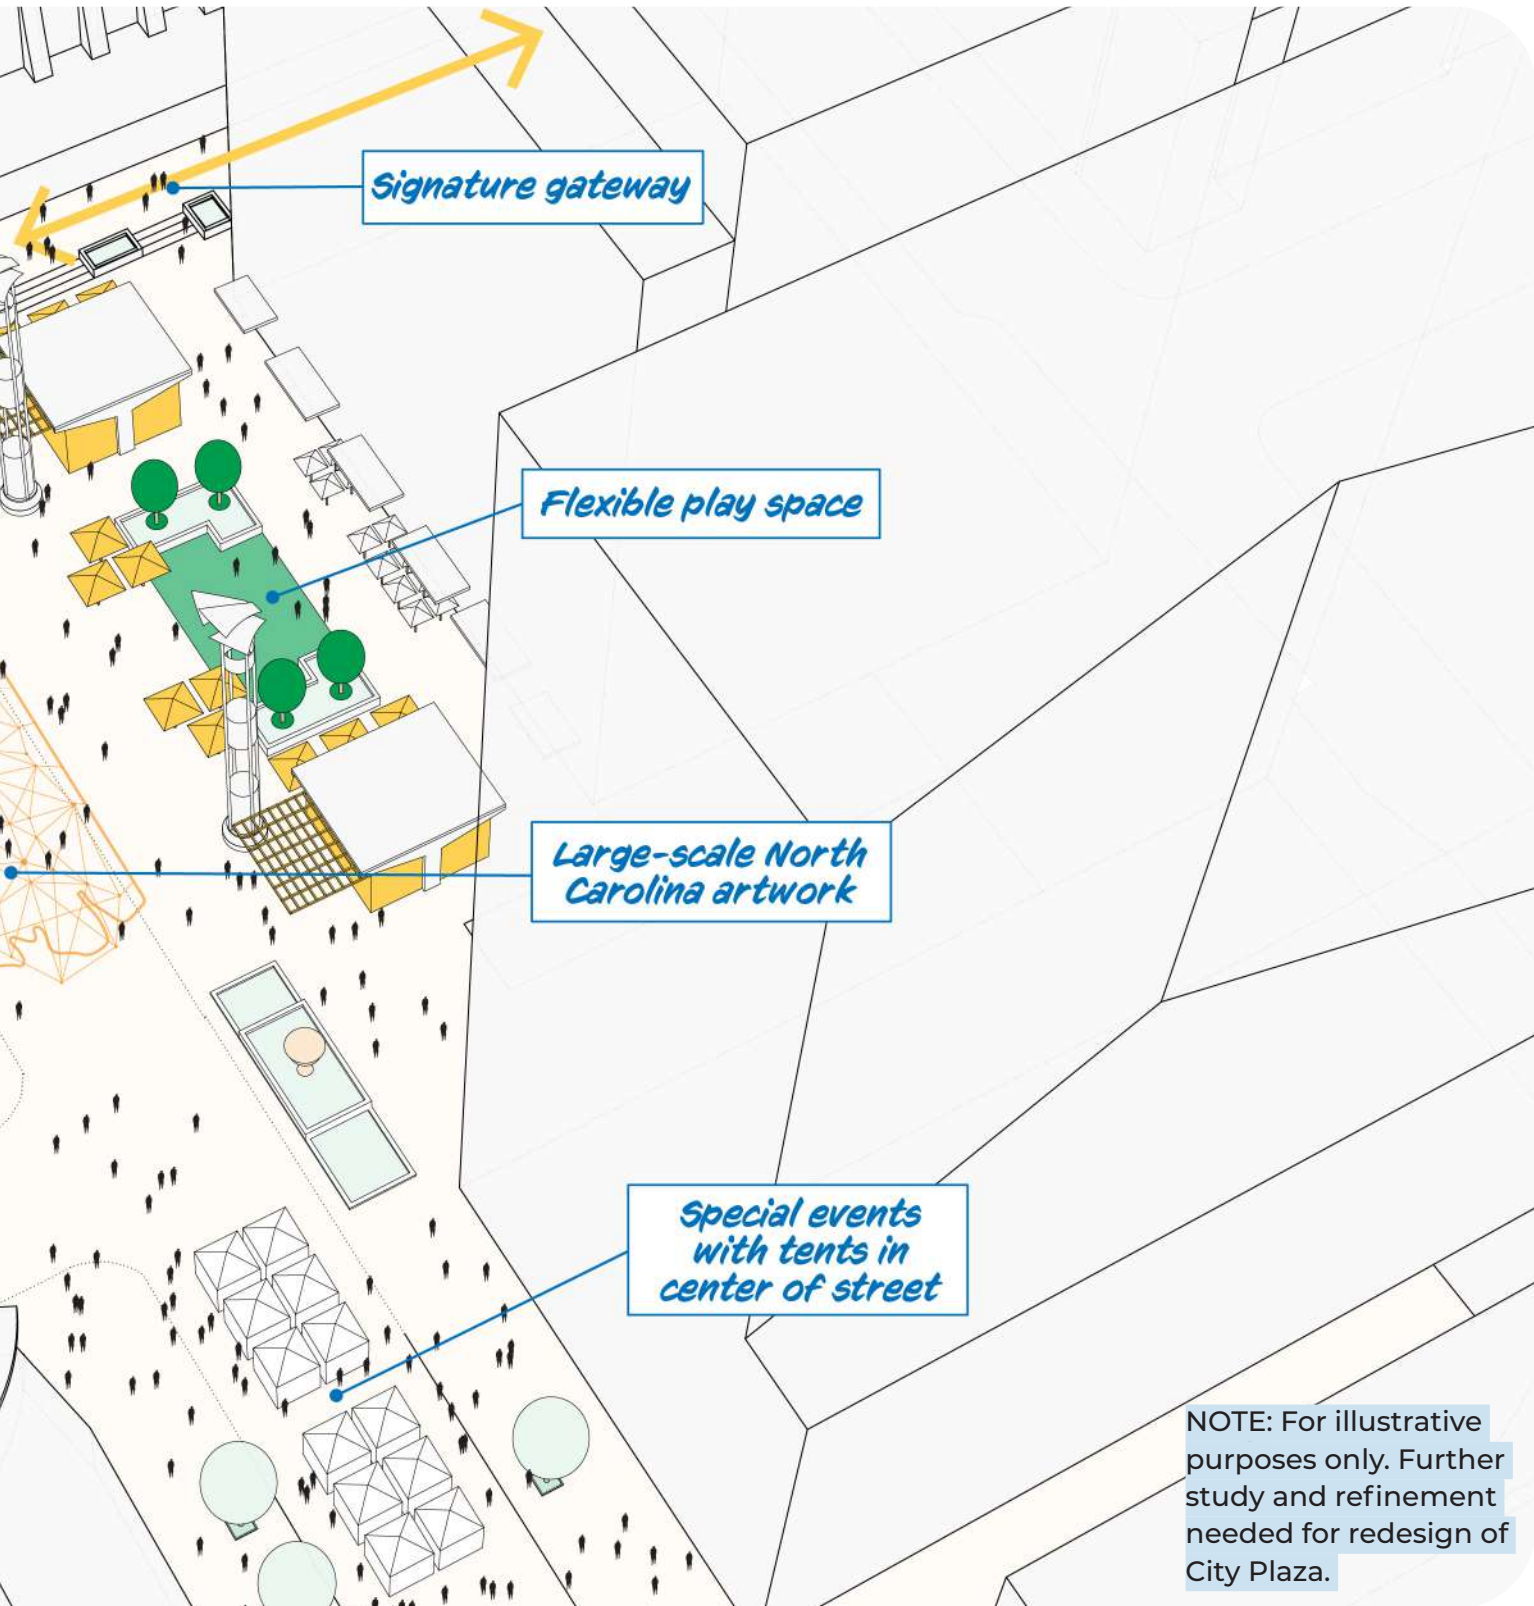 Signature gateway
Flexible play space
Large-scale North
Carolina artwork
Special events
with tents in
center of street
NOTE: For illustrative
purposes only. Further
study and refinement
needed for redesign of
City Plaza.